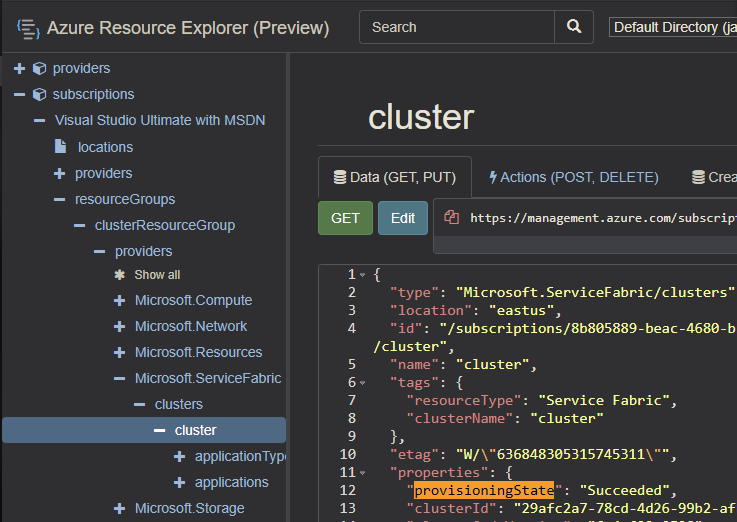 Azure Resource Explorer (Preview)
Search
Default Directory (ja
providers
subscriptions
Visual Studio Ultimate with MSDN
locations
providers
resourceGroups
clusterResourceGroup
providers
Show all
Microsoft.Compute
Microsoft.Network
Microsoft.Resources
Microsoft.ServiceFabric
clusters
cluster
applicationType
applications
Microsoft.Storage
cluster
Data (GET, PUT)
Actions (POST, DELETE)
Crea
GET
Edit
https://management.azure.com/subscript
1 {
2 "type": "Microsoft.ServiceFabric/clusters"
3 "location": "eastus",
4 "id": "/subscriptions/8b805889-beac-4680-b
/cluster",
5 "name": "cluster",
6 "tags": {
7 "resourceType": "Service Fabric",
8 "clusterName": "cluster"
9 },
10 "etag": "W/\"636848305315745311\"",
11 "properties": {
12 "provisioningState": "Succeeded",
13 "clusterId": "29afc2a7-78cd-4d26-99b2-af